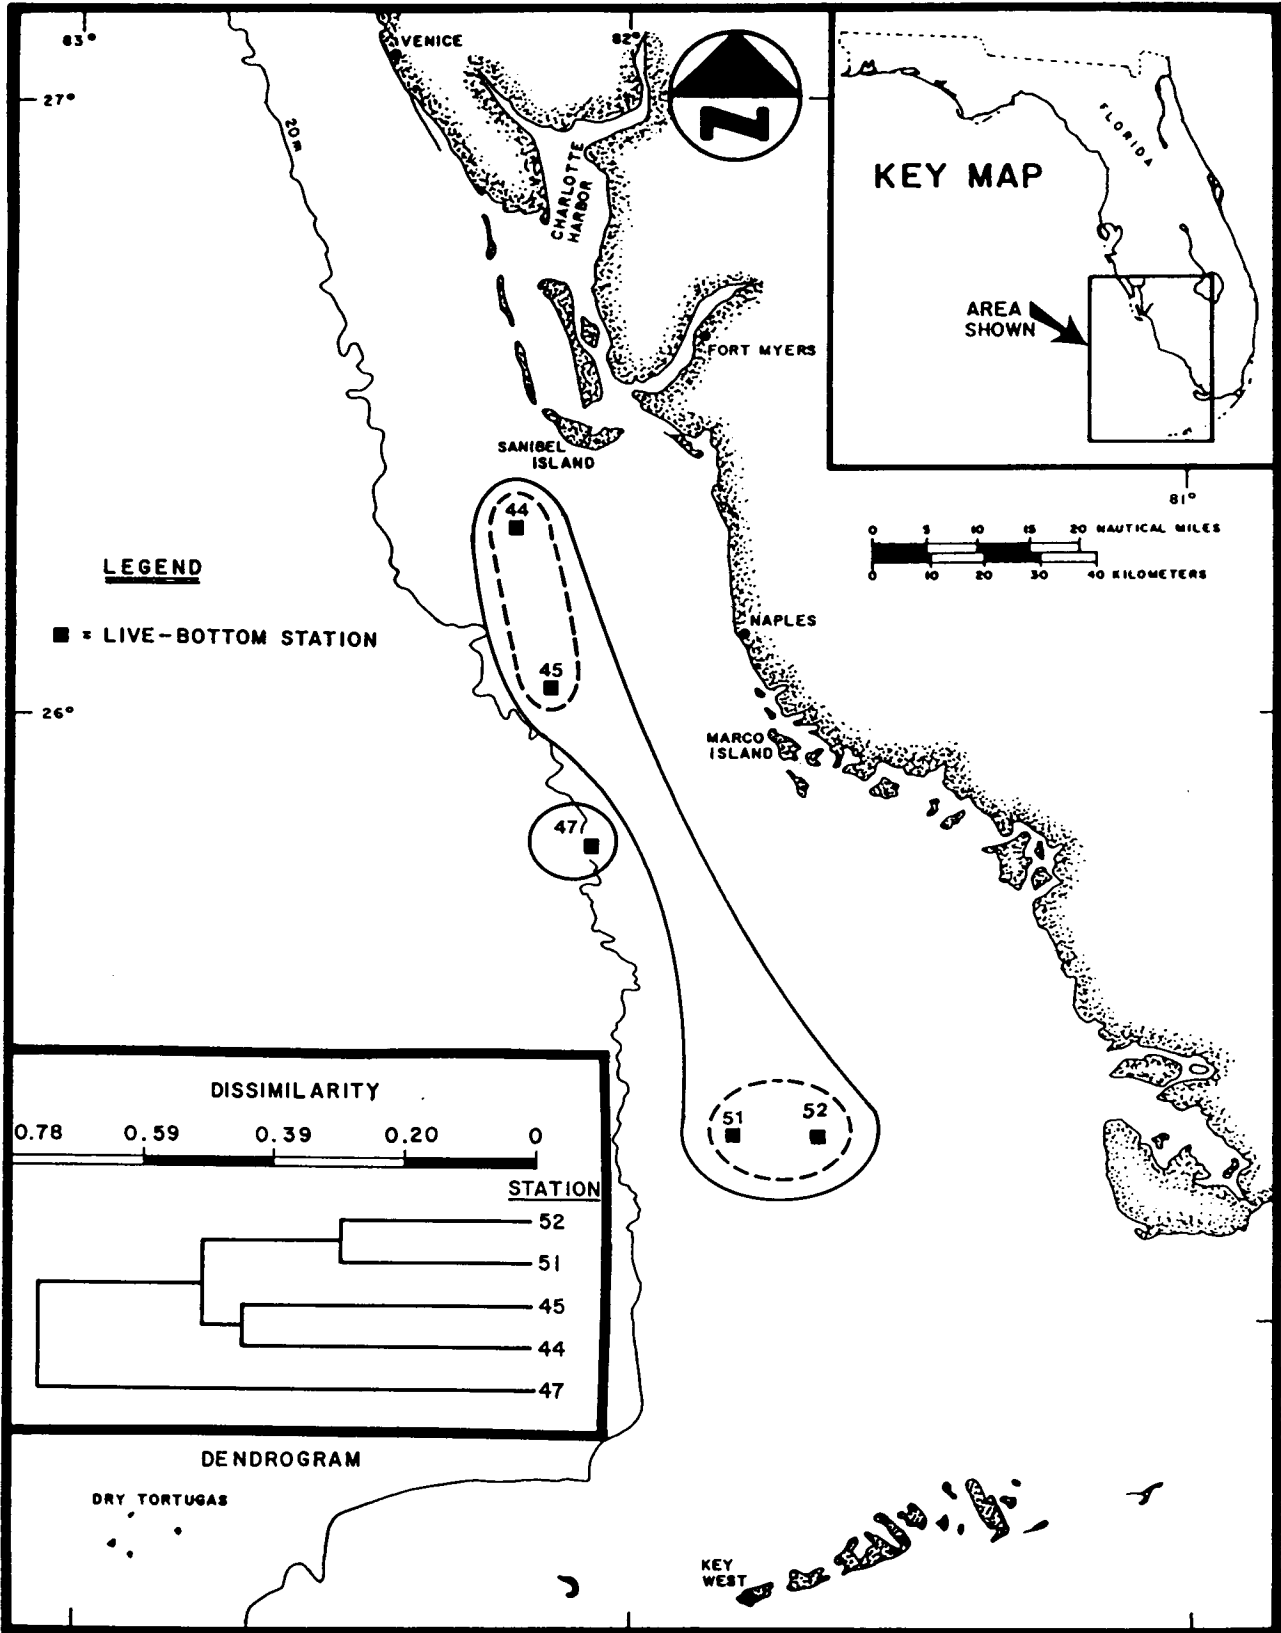 83°
82°
VENICE
27°
20m
CHARLOTTE
HARBOR
N
FLORIDA
KEY MAP
AREA
SHOWN
FORT MYERS
SANIBEL
ISLAND
81°
0 5 10 15 20 NAUTICAL MILES
0 10 20 30 40 KILOMETERS
44
LEGEND
■ = LIVE-BOTTOM STATION
NAPLES
45
26°
MARCO
ISLAND
47
51
52
DISSIMILARITY
0.78 0.59 0.39 0.20 0
STATION
52
51
45
44
47
DENDROGRAM
DRY TORTUGAS
KEY
WEST